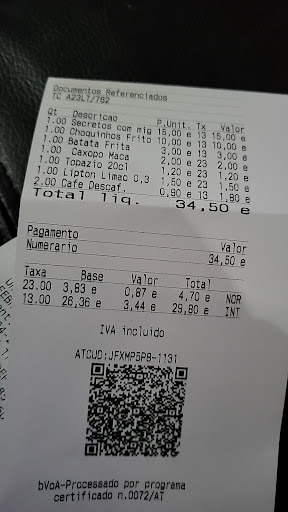 Documentos Referenciados
TC A23L1/762
Qt Descricao P.Unit. Tx Valor
1.00 Secretos com mig 15,00 e 13 15,00 e
1.00 Choquinhos Frito 10,00 e 13 10,00 e
1.00 Batata Frita 3,00 e 13 3,00 e
1.00 Caxopo Maca 2,00 e 23 2,00 e
1.00 Topazio 20cl 1,20 e 23 1,20 e
1.00 Lipton Limao 0,3 1,50 e 23 1,50 e
2.00 Cafe Descaf. 0,90 e 13 1,80 e
Total liq. 34,50 e
Pagamento Valor
Numerario 34,50 e
Taxa Base Valor Total
23.00 3,83 e 0,87 e 4,70 e NOR
13.00 26,36 e 3,44 e 29,80 e INT
IVA incluido
ATCUD:JFXMP5P8-1131
bVoA-Processado por programa
certificado n.0072/AT